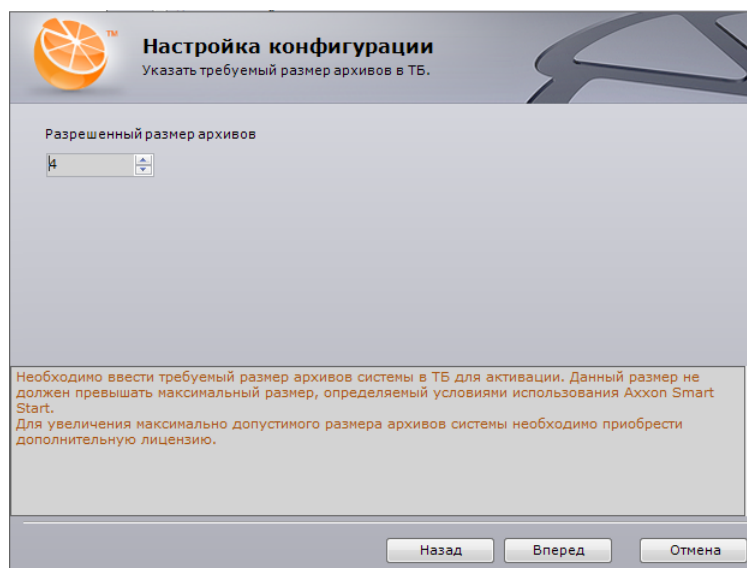 TM
Настройка конфигурации
Указать требуемый размер архивов в ТБ.
Разрешенный размер архивов
4
Необходимо ввести требуемый размер архивов системы в ТБ для активации. Данный размер не
должен превышать максимальный размер, определяемый условиями использования Axxon Smart
Start.
Для увеличения максимально допустимого размера архивов системы необходимо приобрести
дополнительную лицензию.
Назад
Вперед
Отмена